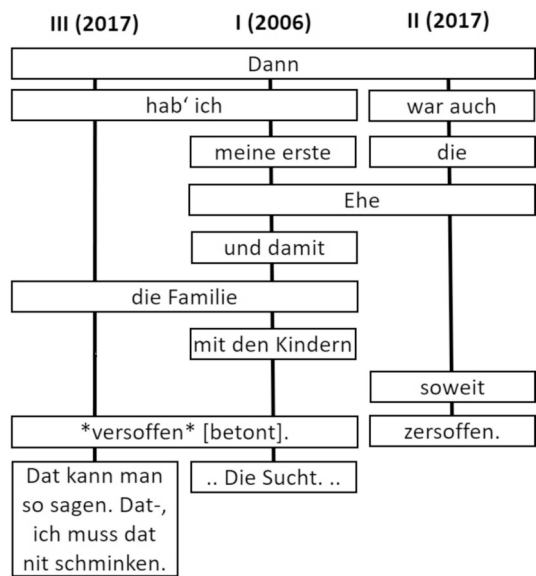 III (2017) I (2006) II (2017)
Dann
hab‘ ich war auch
meine erste die
Ehe
und damit
die Familie
mit den Kindern
soweit
*versoffen* [betont]. zersoffen.
Dat kann man
so sagen. Dat-,
ich muss dat
nit schminken.
.. Die Sucht. ..